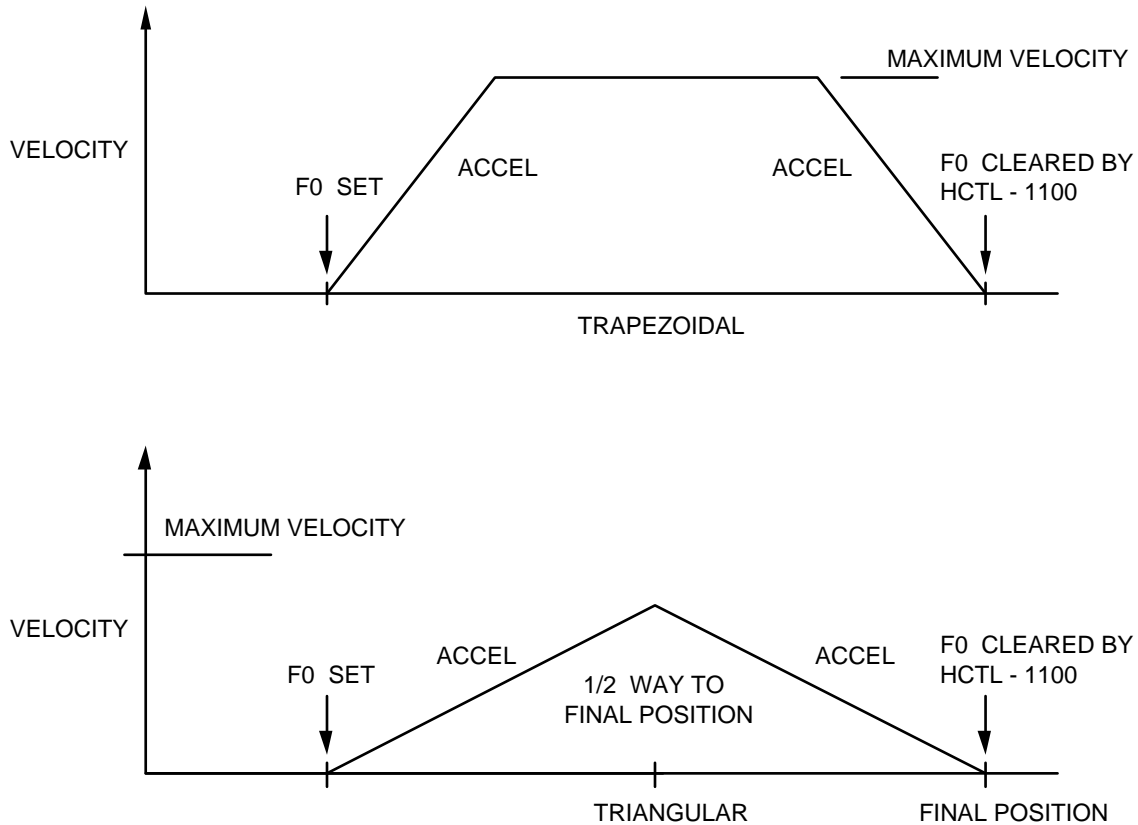 MAXIMUM VELOCITY
VELOCITY
F0 SET
ACCEL
ACCEL
F0 CLEARED BY
HCTL - 1100
TRAPEZOIDAL
MAXIMUM VELOCITY
VELOCITY
F0 SET
ACCEL
1/2 WAY TO
FINAL POSITION
ACCEL
F0 CLEARED BY
HCTL - 1100
TRIANGULAR
FINAL POSITION